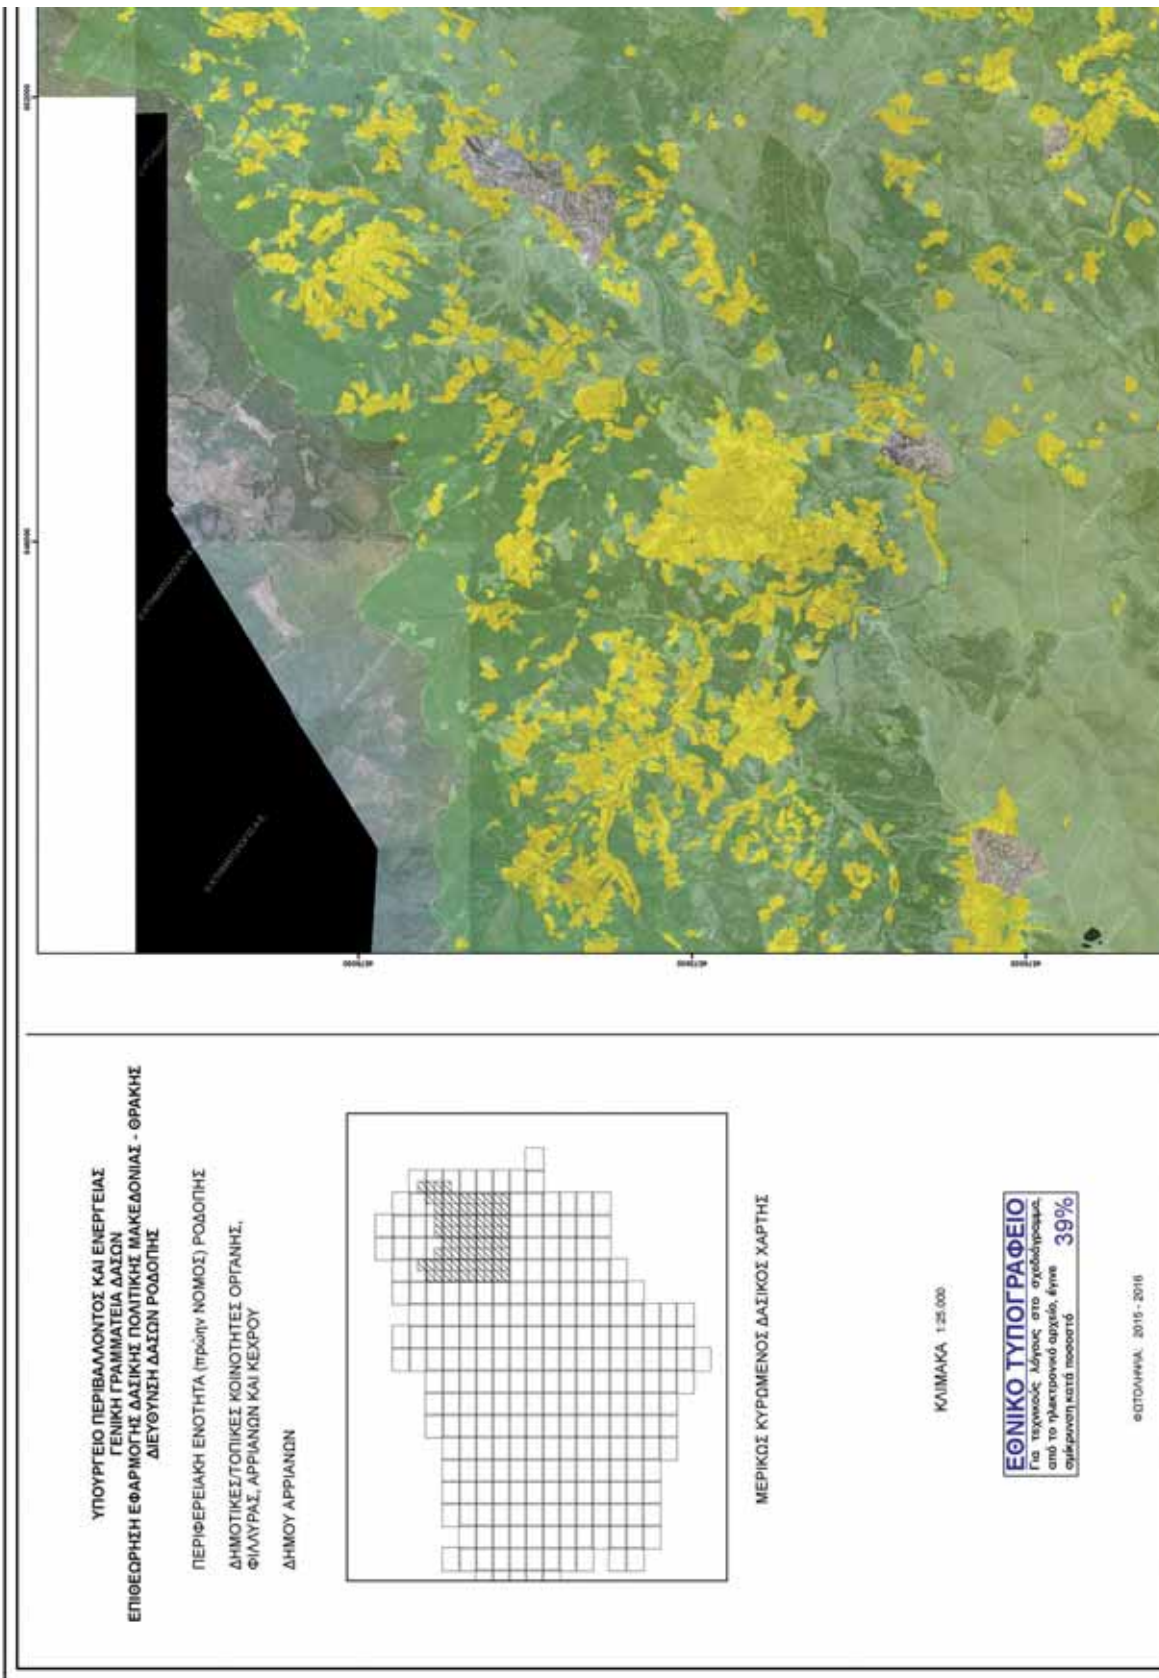 ΥΠΟΥΡΓΕΙΟ ΠΕΡΙΒΑΛΛΟΝΤΟΣ ΚΑΙ ΕΝΕΡΓΕΙΑΣ
ΓΕΝΙΚΗ ΓΡΑΜΜΑΤΕΙΑ ΔΑΣΩΝ
ΕΠΙΘΕΩΡΗΣΗ ΕΦΑΡΜΟΓΗΣ ΔΑΣΙΚΗΣ ΠΟΛΙΤΙΚΗΣ ΜΑΚΕΔΟΝΙΑΣ - ΘΡΑΚΗΣ
ΔΙΕΥΘΥΝΣΗ ΔΑΣΩΝ ΡΟΔΟΠΗΣ
ΠΕΡΙΦΕΡΕΙΑΚΗ ΕΝΟΤΗΤΑ (πρώην ΝΟΜΟΣ) ΡΟΔΟΠΗΣ
ΔΗΜΟΤΙΚΕΣ/ΤΟΠΙΚΕΣ ΚΟΙΝΟΤΗΤΕΣ ΟΡΓΑΝΗΣ,
ΦΙΛΛΥΡΑΣ, ΑΡΡΙΑΝΩΝ ΚΑΙ ΚΕΧΡΟΥ
ΔΗΜΟΥ ΑΡΡΙΑΝΩΝ
ΜΕΡΙΚΩΣ ΚΥΡΩΜΕΝΟΣ ΔΑΣΙΚΟΣ ΧΑΡΤΗΣ
ΚΛΙΜΑΚΑ 1:25.000
ΕΘΝΙΚΟ ΤΥΠΟΓΡΑΦΕΙΟ
Για τεχνικούς λόγους στο σχεδιάγραμμα,
από το ηλεκτρονικό αρχείο, έγινε
σμίκρυνση κατά ποσοστό 39%
ΦΩΤΟΛΗΨΙΑ: 2015 - 2016